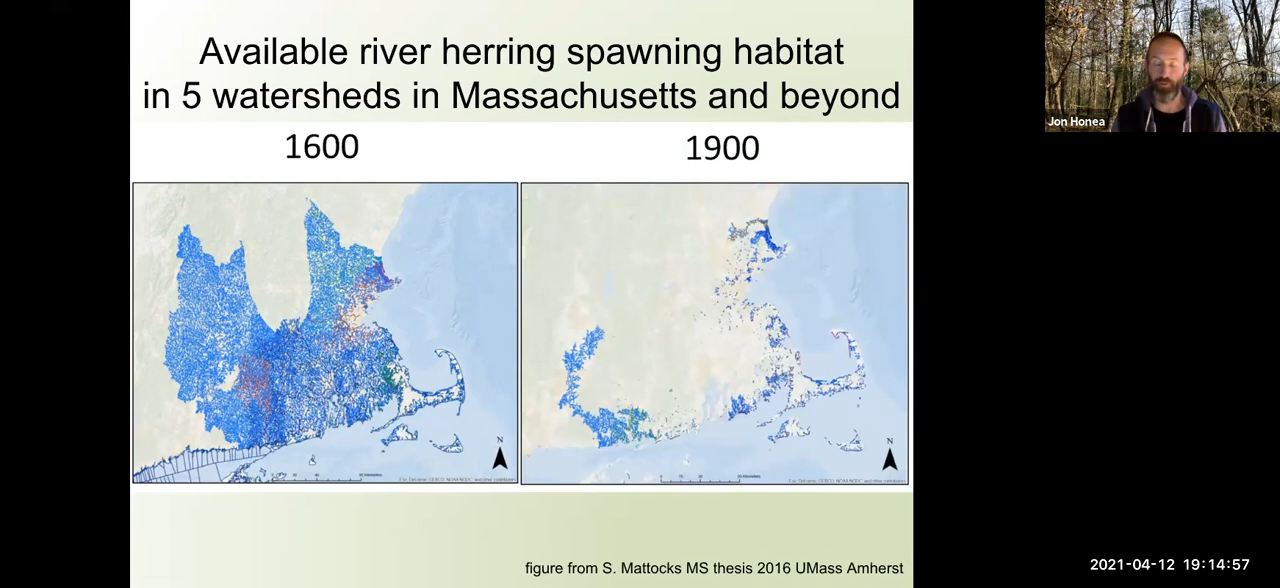 Available river herring spawning habitat
in 5 watersheds in Massachusetts and beyond
1600
1900
Jon Honea
N
N
figure from S. Mattocks MS thesis 2016 UMass Amherst
2021-04-12 19:14:57